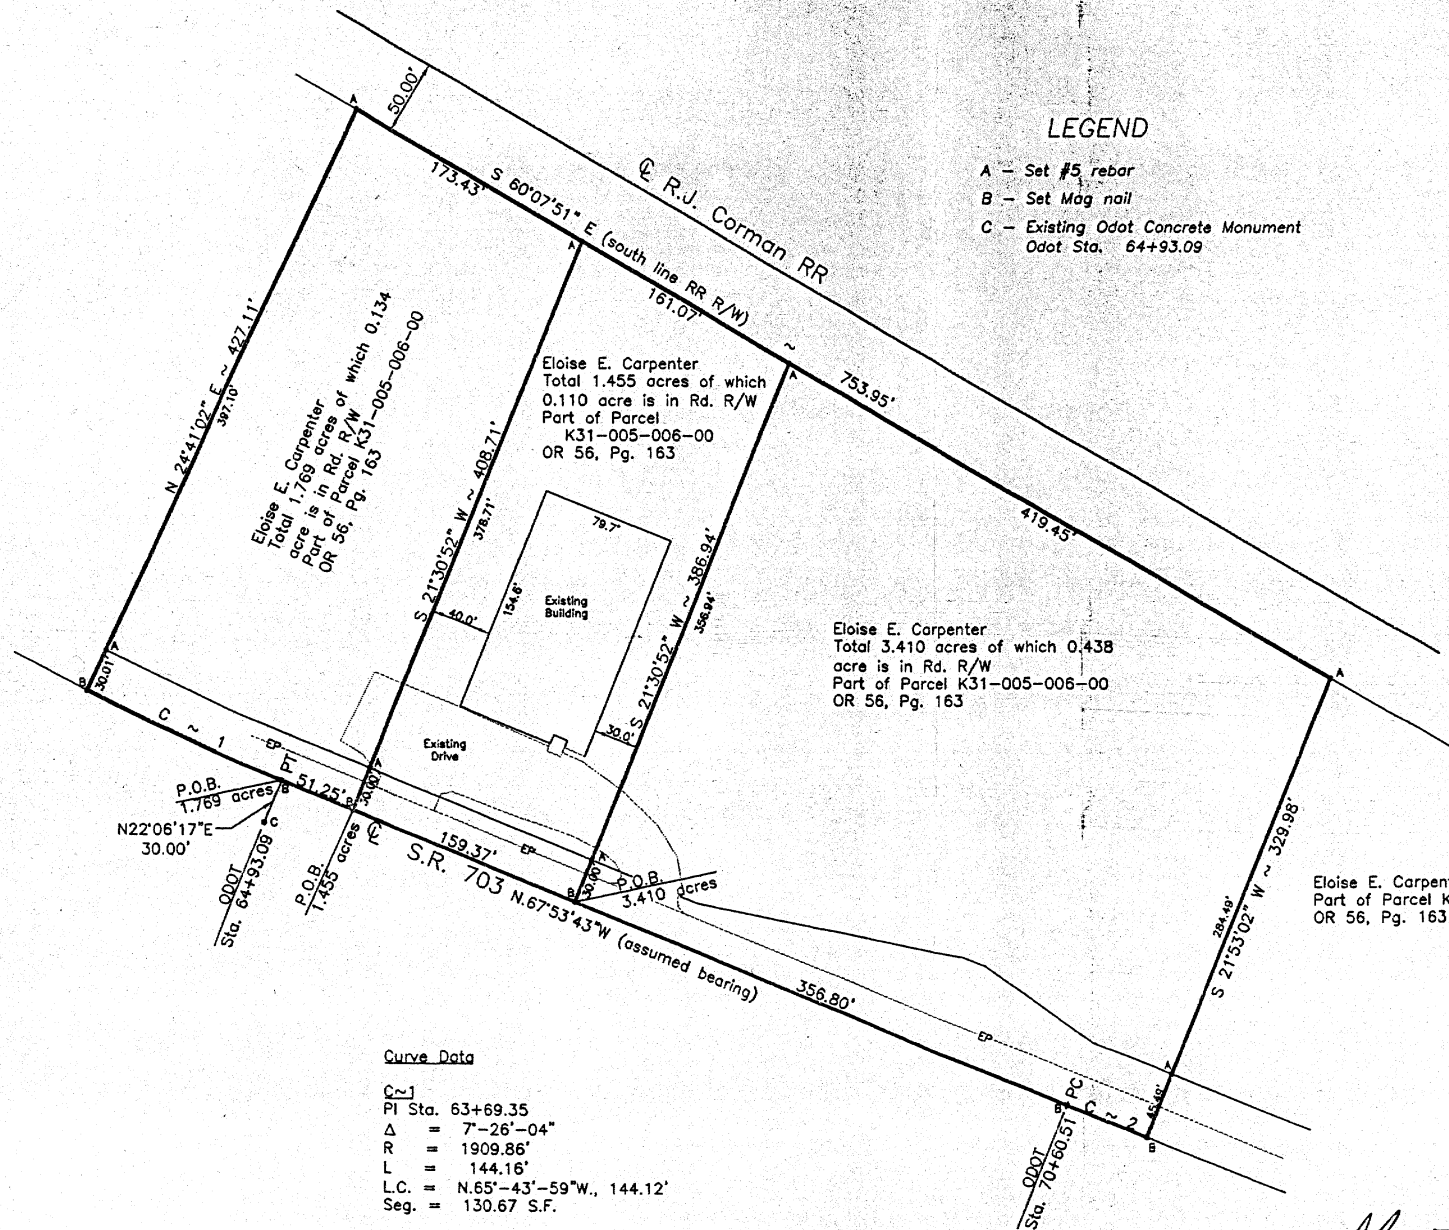 LEGEND
A - Set #5 rebar
B - Set Mag nail
C - Existing Odot Concrete Monument
Odot Sta. 64+93.09
50.00'
℄ R.J. Corman RR
A
173.43'
S 60°07'51" E (south line RR R/W)
A
161.07'
~
A
753.95'
419.45'
A
N 24°41'02" E ~ 427.11'
397.10'
Eloise E. Carpenter
Total 1.769 acres of which 0.134
acre is in Rd. R/W
Part of Parcel K31-005-006-00
OR 56, Pg. 163
S 21°30'52" W ~ 408.71'
378.71'
Eloise E. Carpenter
Total 1.455 acres of which
0.110 acre is in Rd. R/W
Part of Parcel
K31-005-006-00
OR 56, Pg. 163
79.7'
154.6'
Existing
Building
40.0'
30.0'
S 21°30'52" W ~ 386.94'
356.94'
Eloise E. Carpenter
Total 3.410 acres of which 0.438
acre is in Rd. R/W
Part of Parcel K31-005-006-00
OR 56, Pg. 163
S 21°53'02" W ~ 329.98'
284.49'
Eloise E. Carpen
Part of Parcel K
OR 56, Pg. 163
A
B
30.01'
C ~ 1
EP
PT
B
51.25'
P.O.B.
1.769 acres
N22°06'17"E
30.00'
C
ODOT
Sta. 64+93.09
Existing
Drive
A
B
30.00'
P.O.B.
1.455 acres
℄ S.R. 703 N.67°53'43"W (assumed bearing)
159.37'
EP
A
B
30.00'
P.O.B.
3.410 acres
356.80'
EP
A
45.49'
B
PC
C ~ 2
B
ODOT
Sta. 70+60.51
Curve Data
C~1
PI Sta. 63+69.35
Δ = 7°-26'-04"
R = 1909.86'
L = 144.16'
L.C. = N.65°-43'-59"W., 144.12'
Seg. = 130.67 S.F.